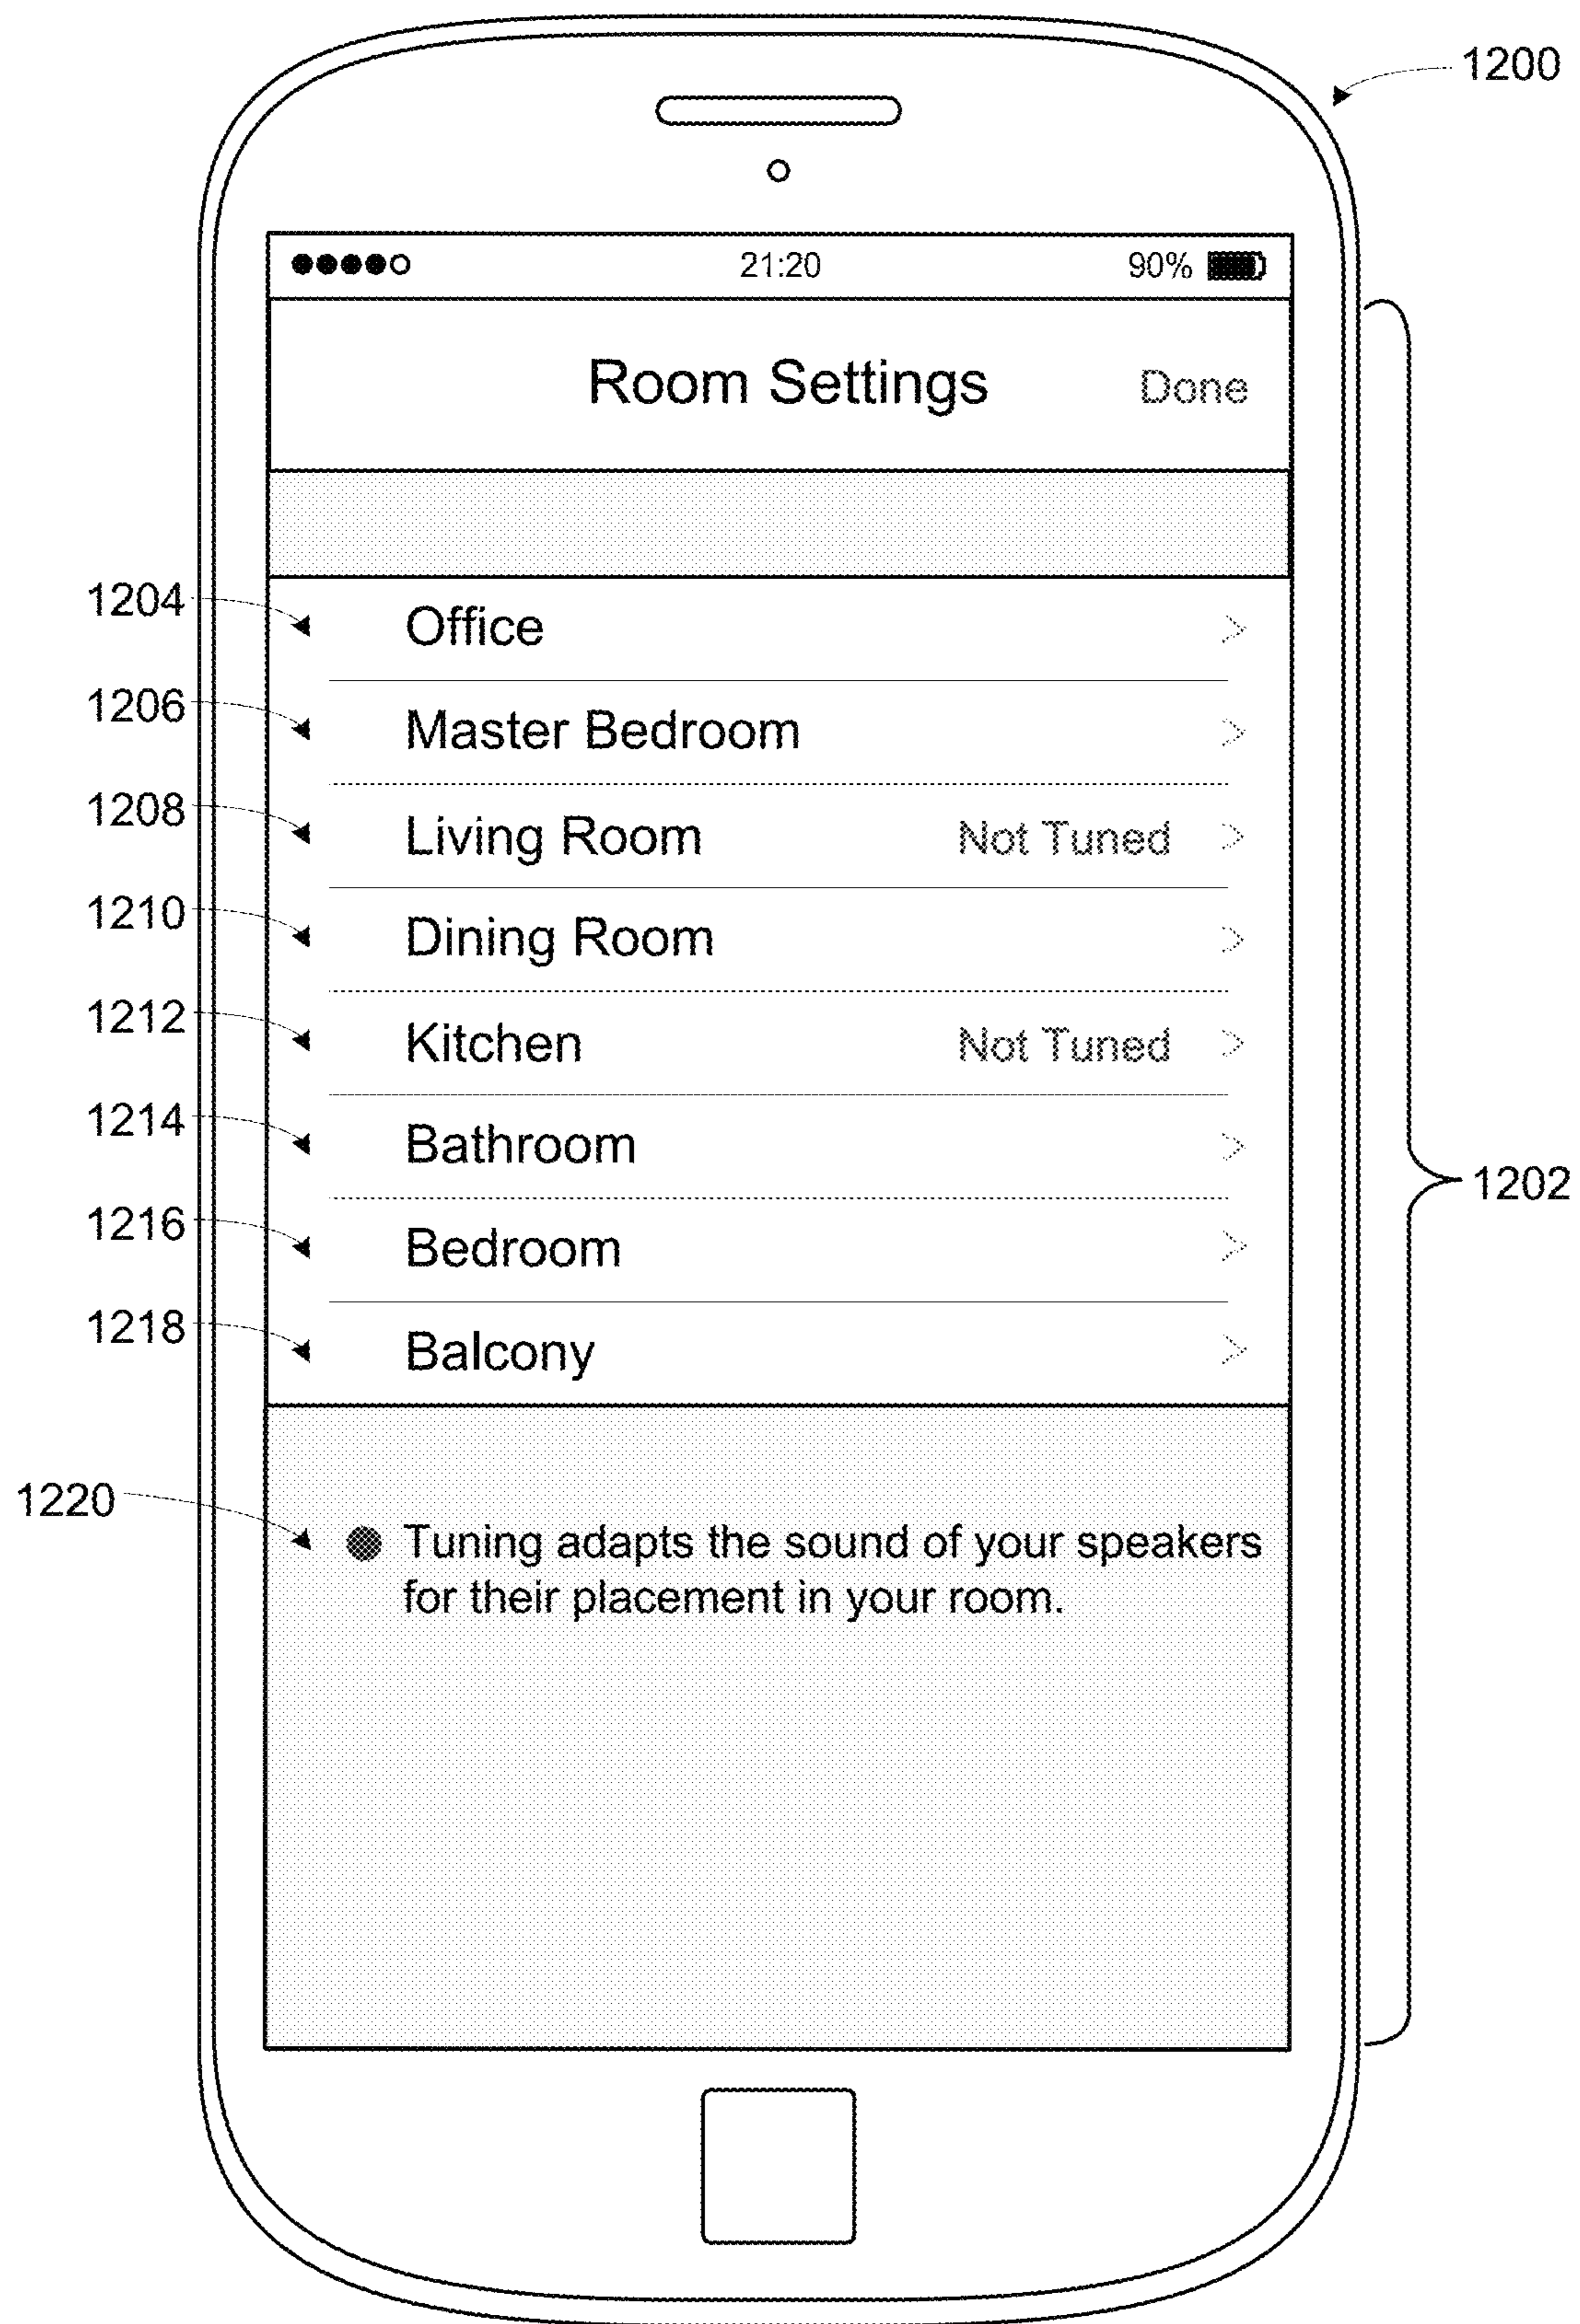 1200
21:20 90%
Room Settings Done
1204 Office >
1206 Master Bedroom >
1208 Living Room Not Tuned >
1210 Dining Room >
1212 Kitchen Not Tuned >
1214 Bathroom >
1202
1216 Bedroom >
1218 Balcony >
1220 Tuning adapts the sound of your speakers
for their placement in your room.